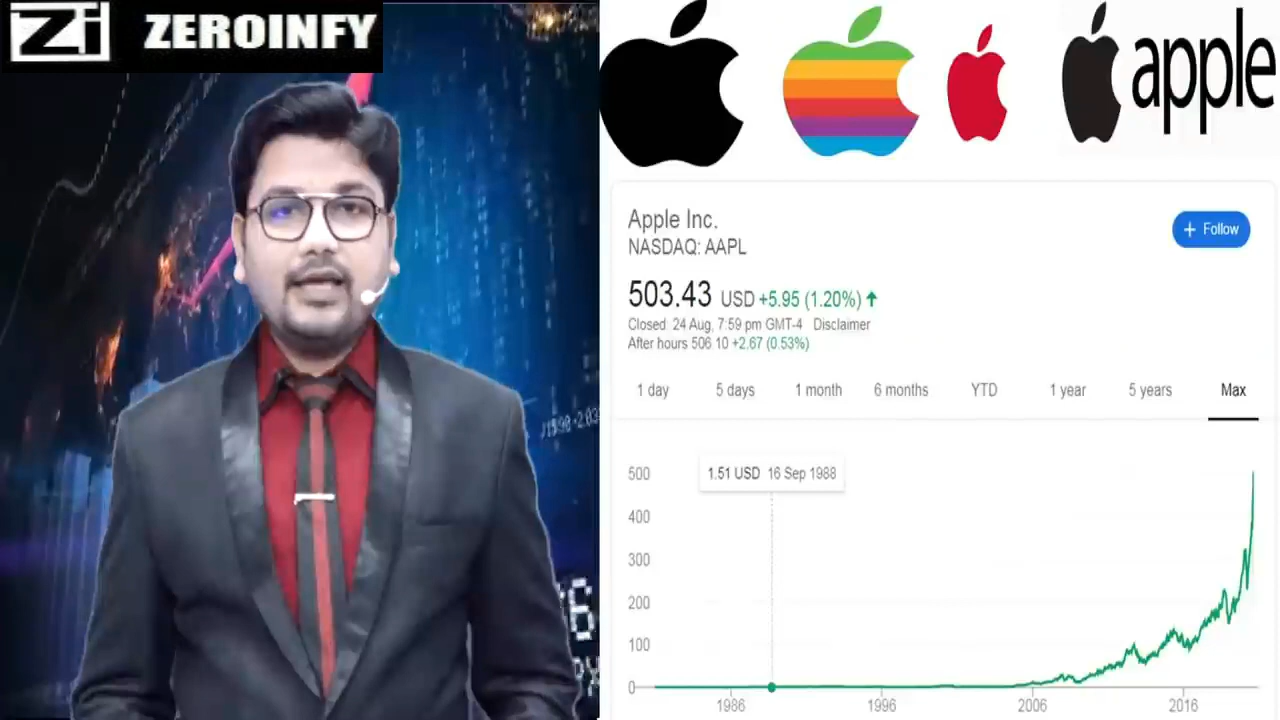 Zi ZEROINFY
apple
Apple Inc.
NASDAQ: AAPL
+ Follow
503.43 USD +5.95 (1.20%)
Closed: 24 Aug, 7:59 pm GMT-4 Disclaimer
After hours 506 10 +2.67 (0.53%)
1 day 5 days 1 month 6 months YTD 1 year 5 years Max
1.51 USD 16 Sep 1988
500
400
300
200
100
0
1986 1996 2006 2016